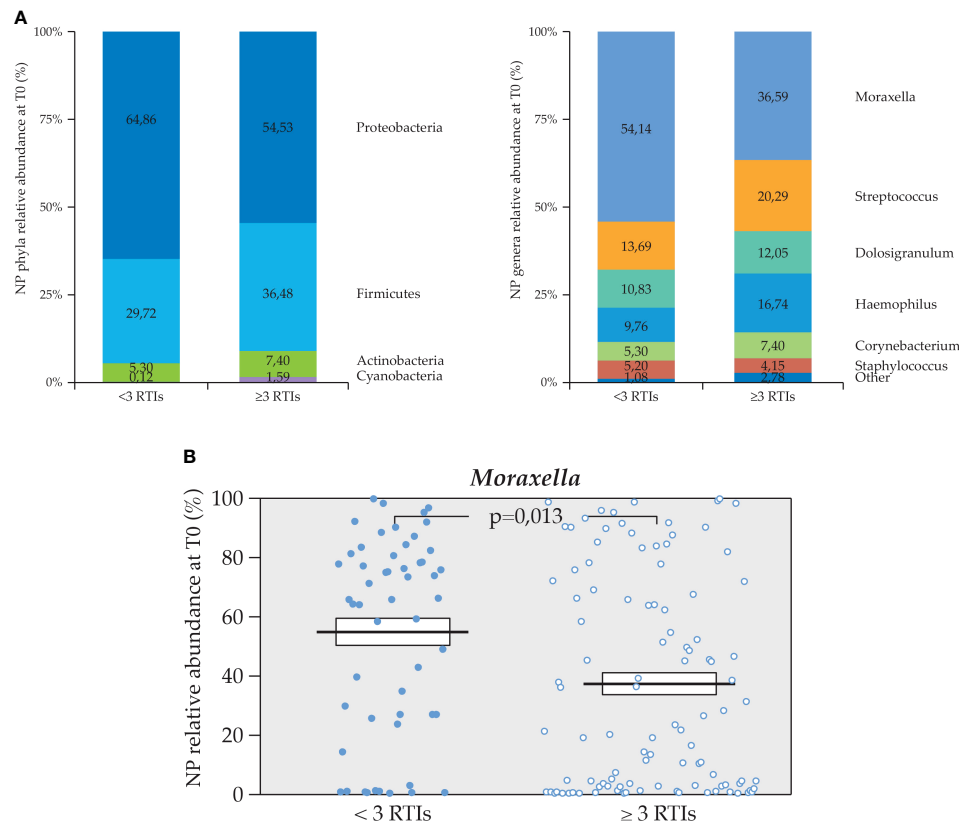 A
NP phyla relative abundance at T0 (%)
100%
75%
50%
25%
0%
64,86
29,72
5,30
0,12
54,53
36,48
7,40
1,59
Proteobacteria
Firmicutes
Actinobacteria
Cyanobacteria
<3 RTIs
≥3 RTIs
NP genera relative abundance at T0 (%)
100%
75%
50%
25%
0%
54,14
13,69
10,83
9,76
5,30
5,20
1,08
36,59
20,29
12,05
16,74
7,40
4,15
2,78
Moraxella
Streptococcus
Dolosigranulum
Haemophilus
Corynebacterium
Staphylococcus
Other
<3 RTIs
≥3 RTIs
B
Moraxella
NP relative abundance at T0 (%)
100
80
60
40
20
0
p=0,013
< 3 RTIs
≥ 3 RTIs